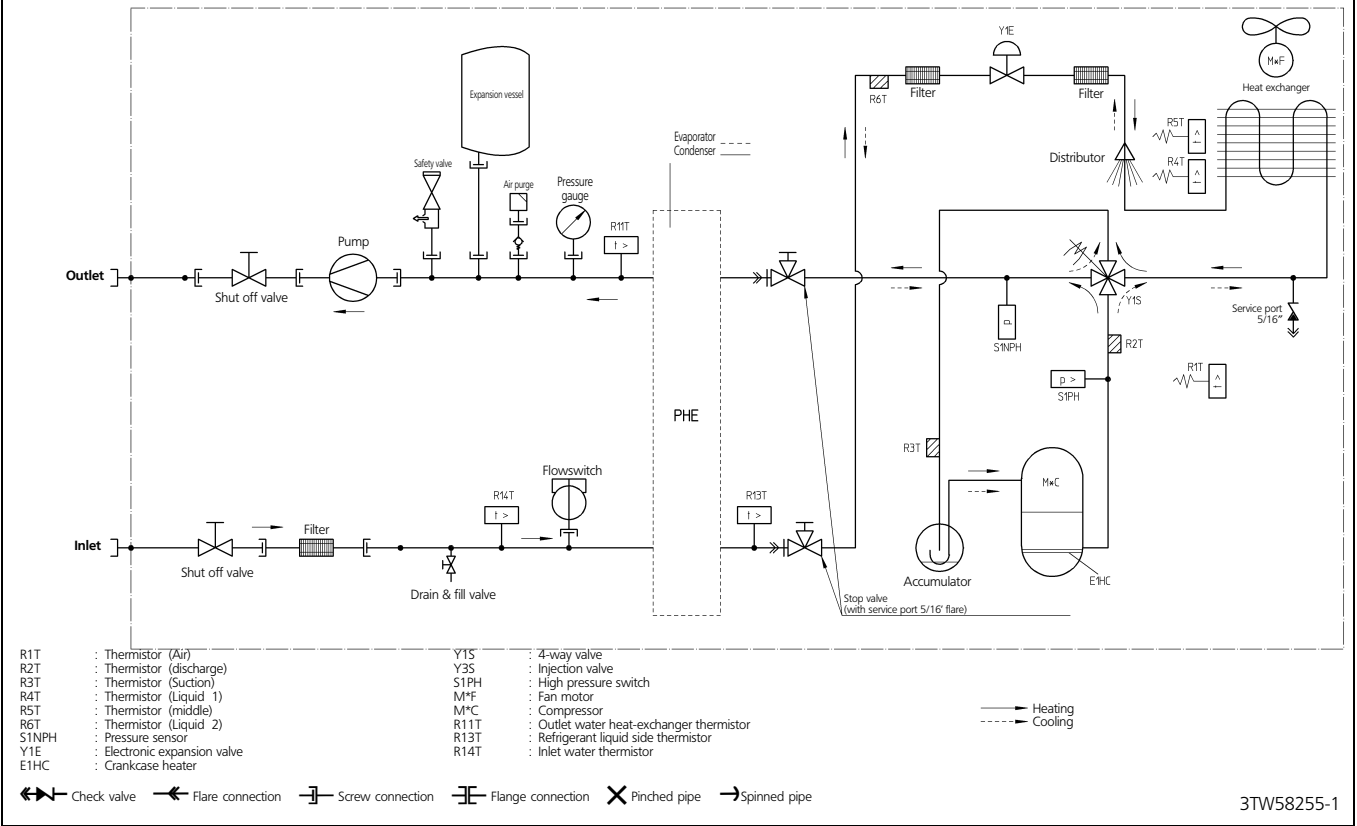 Y1E
M*F
Heat exchanger
Expansion vessel
R6T
Filter
Filter
R5T
R4T
Distributor
Evaporator
Condenser
Safety valve
Air purge
Pressure
gauge
R11T
t >
Pump
Outlet
Shut off valve
Y1S
Service port
5/16"
p
S1NPH
R2T
p >
S1PH
R1T
PHE
R3T
M*C
Flowswitch
R14T
t >
R13T
t >
Inlet
Filter
Shut off valve
Drain & fill valve
Accumulator
E1HC
Stop valve
(with service port 5/16' flare)
R1T : Thermistor (Air)
R2T : Thermistor (discharge)
R3T : Thermistor (Suction)
R4T : Thermistor (Liquid 1)
R5T : Thermistor (middle)
R6T : Thermistor (Liquid 2)
S1NPH : Pressure sensor
Y1E : Electronic expansion valve
E1HC : Crankcase heater
Y1S : 4-way valve
Y3S : Injection valve
S1PH : High pressure switch
M*F : Fan motor
M*C : Compressor
R11T : Outlet water heat-exchanger thermistor
R13T : Refrigerant liquid side thermistor
R14T : Inlet water thermistor
Heating
Cooling
Check valve
Flare connection
Screw connection
Flange connection
Pinched pipe
Spinned pipe
3TW58255-1